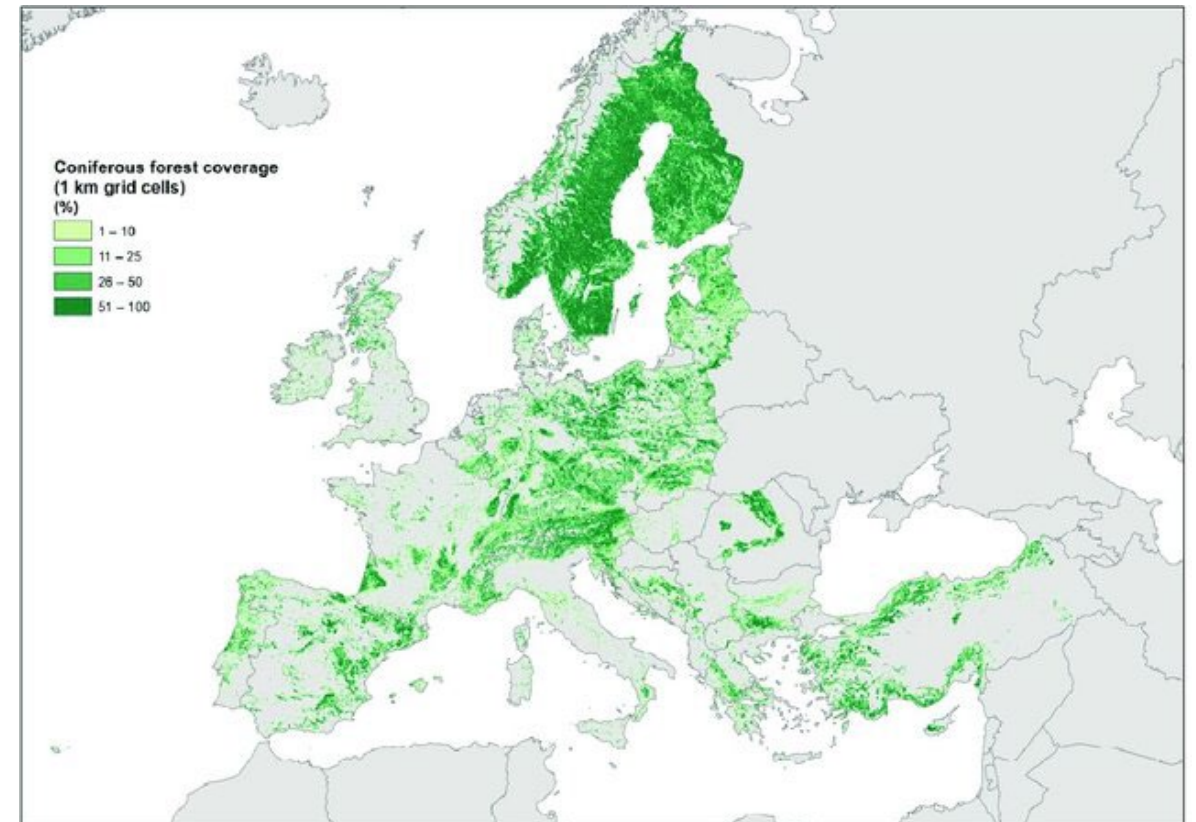 Coniferous forest coverage
(1 km grid cells)
(%)
1 – 10
11 – 25
26 – 50
51 – 100